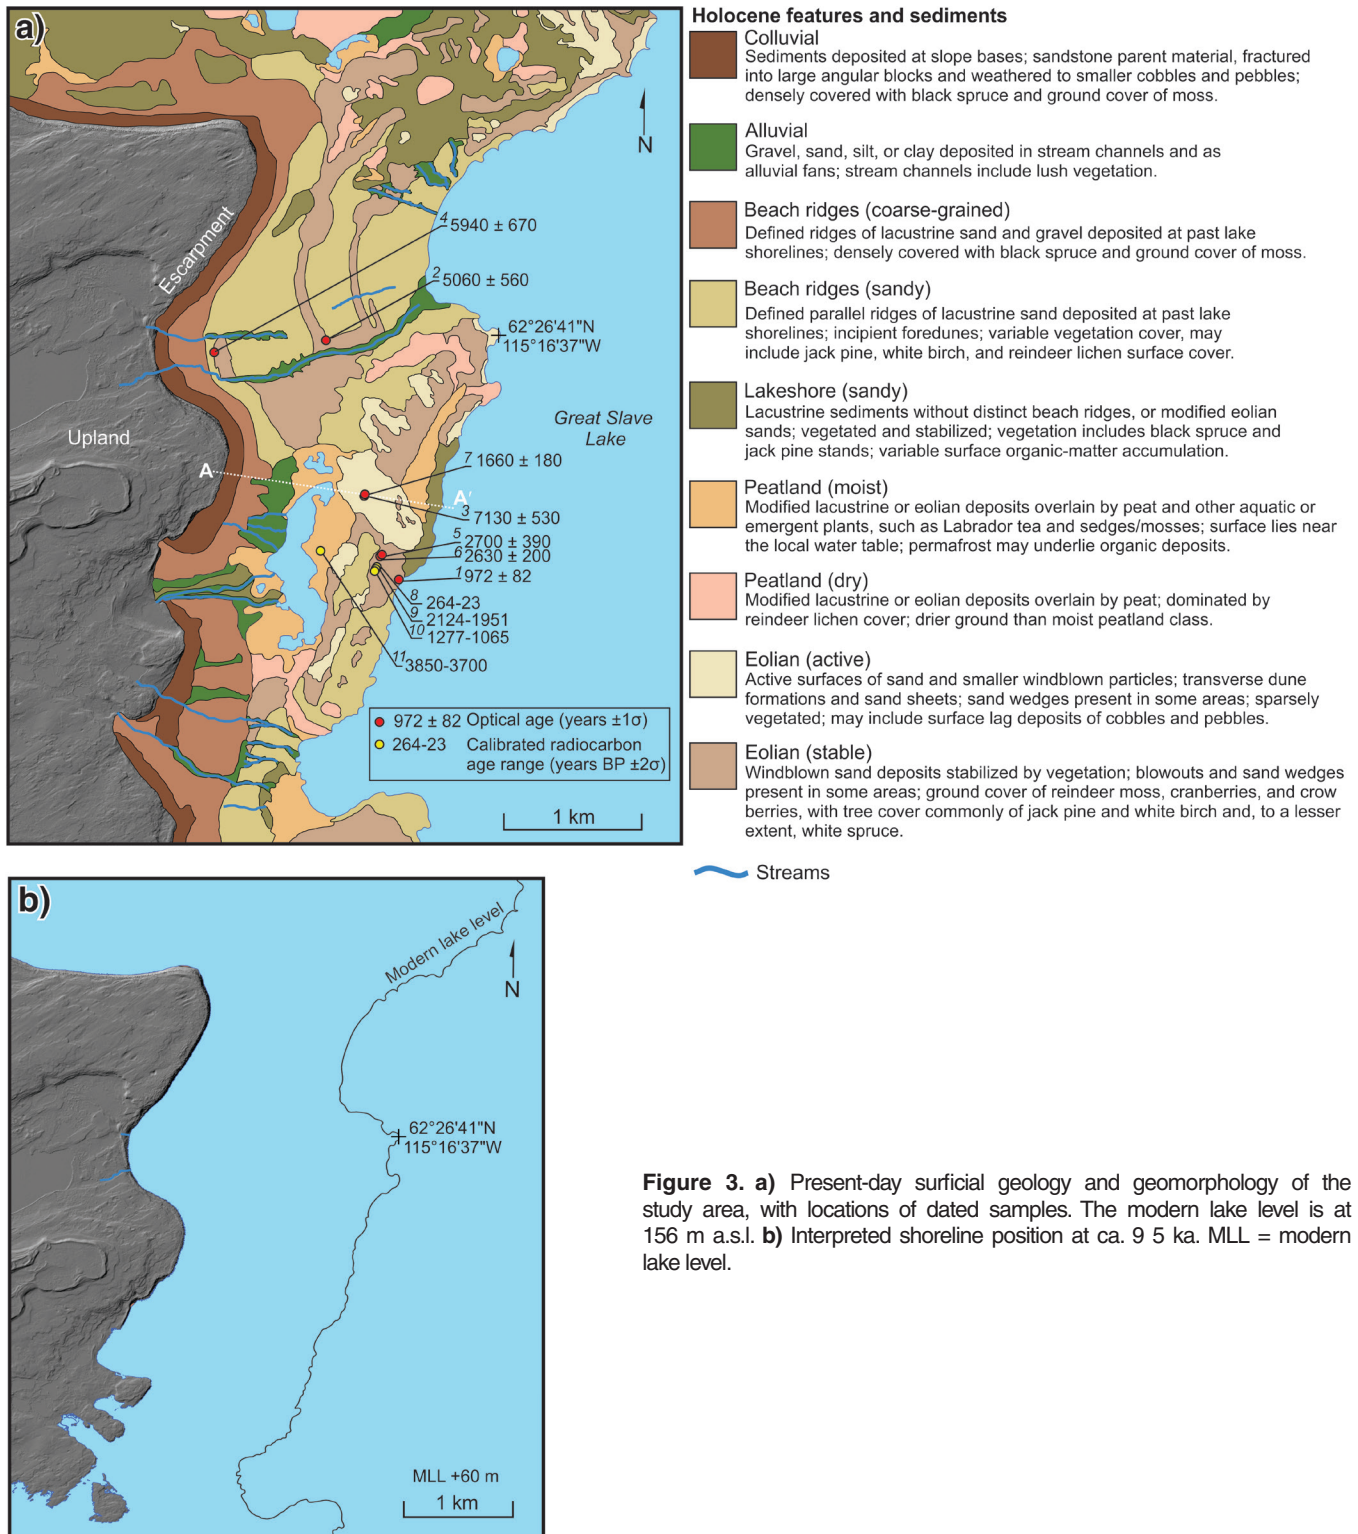 a)
N
Escarpment
4 5940 ± 670
2 5060 ± 560
62°26'41"N
115°16'37"W
Great Slave
Lake
Upland
A
7 1660 ± 180
A'
3 7130 ± 530
5 2700 ± 390
6 2630 ± 200
1 972 ± 82
8 264-23
9 2124-1951
10 1277-1065
11 3850-3700
972 ± 82 Optical age (years ±1σ)
264-23 Calibrated radiocarbon
age range (years BP ±2σ)
1 km
Holocene features and sediments
Colluvial
Sediments deposited at slope bases; sandstone parent material, fractured
into large angular blocks and weathered to smaller cobbles and pebbles;
densely covered with black spruce and ground cover of moss.
Alluvial
Gravel, sand, silt, or clay deposited in stream channels and as
alluvial fans; stream channels include lush vegetation.
Beach ridges (coarse-grained)
Defined ridges of lacustrine sand and gravel deposited at past lake
shorelines; densely covered with black spruce and ground cover of moss.
Beach ridges (sandy)
Defined parallel ridges of lacustrine sand deposited at past lake
shorelines; incipient foredunes; variable vegetation cover, may
include jack pine, white birch, and reindeer lichen surface cover.
Lakeshore (sandy)
Lacustrine sediments without distinct beach ridges, or modified eolian
sands; vegetated and stabilized; vegetation includes black spruce and
jack pine stands; variable surface organic-matter accumulation.
Peatland (moist)
Modified lacustrine or eolian deposits overlain by peat and other aquatic or
emergent plants, such as Labrador tea and sedges/mosses; surface lies near
the local water table; permafrost may underlie organic deposits.
Peatland (dry)
Modified lacustrine or eolian deposits overlain by peat; dominated by
reindeer lichen cover; drier ground than moist peatland class.
Eolian (active)
Active surfaces of sand and smaller windblown particles; transverse dune
formations and sand sheets; sand wedges present in some areas; sparsely
vegetated; may include surface lag deposits of cobbles and pebbles.
Eolian (stable)
Windblown sand deposits stabilized by vegetation; blowouts and sand wedges
present in some areas; ground cover of reindeer moss, cranberries, and crow
berries, with tree cover commonly of jack pine and white birch and, to a lesser
extent, white spruce.
Streams
b)
Modern lake level
N
62°26'41"N
115°16'37"W
MLL +60 m
1 km
Figure 3. a) Present-day surficial geology and geomorphology of the
study area, with locations of dated samples. The modern lake level is at
156 m a.s.l. b) Interpreted shoreline position at ca. 9 5 ka. MLL = modern
lake level.